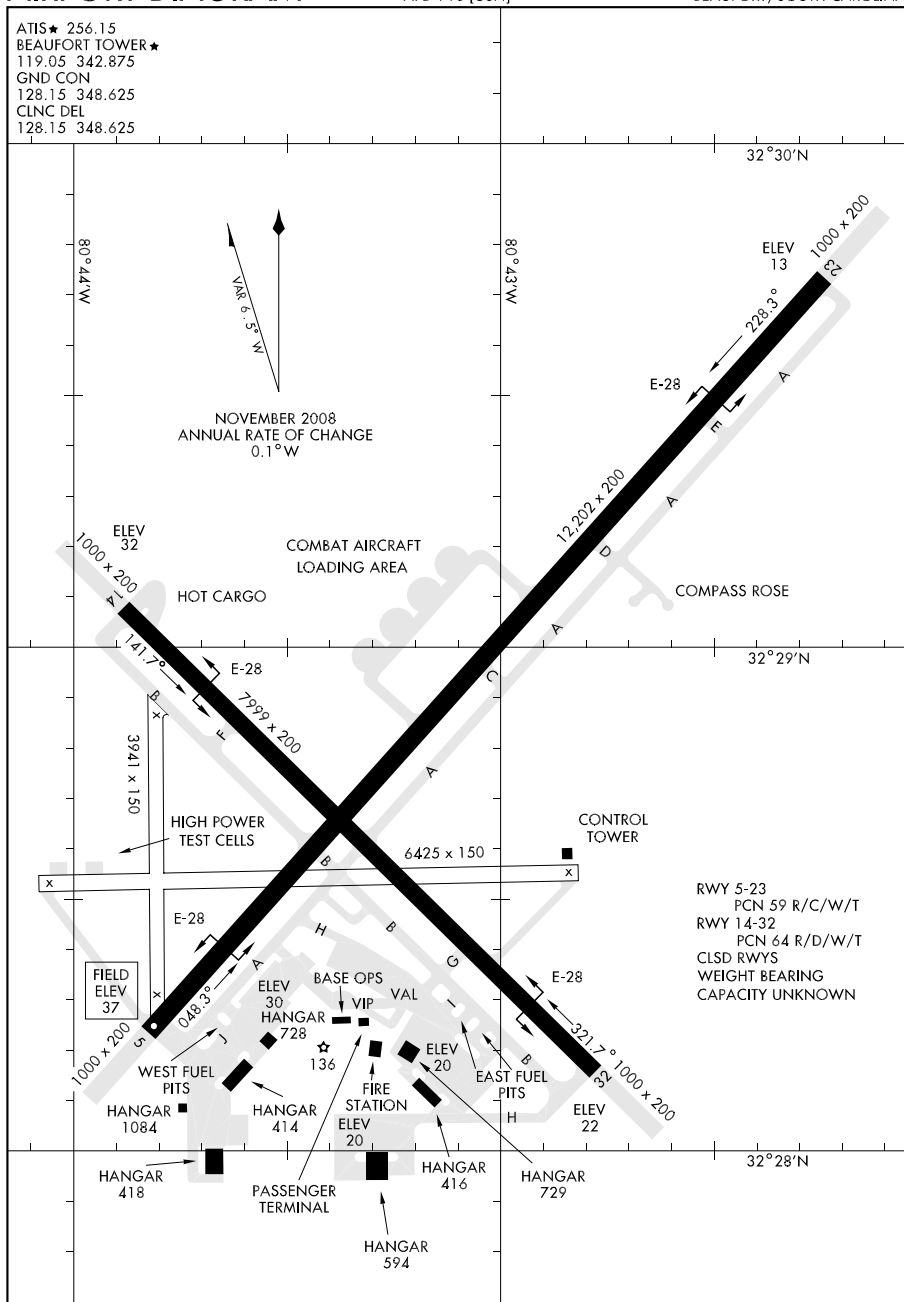 ATIS★ 256.15
BEAUFORT TOWER★
119.05 342.875
GND CON
128.15 348.625
CLNC DEL
128.15 348.625
32°30'N
80°44'W
80°43'W
VAR 6.5° W
NOVEMBER 2008
ANNUAL RATE OF CHANGE
0.1°W
ELEV
13
1000 x 200
23
228.3°
E-28
A
E
A
12,202 x 200
D
COMBAT AIRCRAFT
LOADING AREA
COMPASS ROSE
A
ELEV
32
1000 x 200
14
HOT CARGO
141.7°
E-28
32°29'N
7999 x 200
B
x
F
C
A
3941 x 150
HIGH POWER
TEST CELLS
CONTROL
TOWER
6425 x 150
x
x
B
RWY 5-23
PCN 59 R/C/W/T
RWY 14-32
PCN 64 R/D/W/T
CLSD RWYS
WEIGHT BEARING
CAPACITY UNKNOWN
E-28
H
B
A
G
FIELD
ELEV
37
x
048.3°
ELEV
30
BASE OPS
VIP
VAL
I
E-28
HANGAR
728
J
5
1000 x 200
WEST FUEL
PITS
136
FIRE
STATION
ELEV
20
EAST FUEL
PITS
B
321.7°
32
1000 x 200
HANGAR
1084
HANGAR
414
H
ELEV
22
ELEV
20
32°28'N
HANGAR
418
PASSENGER
TERMINAL
HANGAR
416
HANGAR
729
HANGAR
594